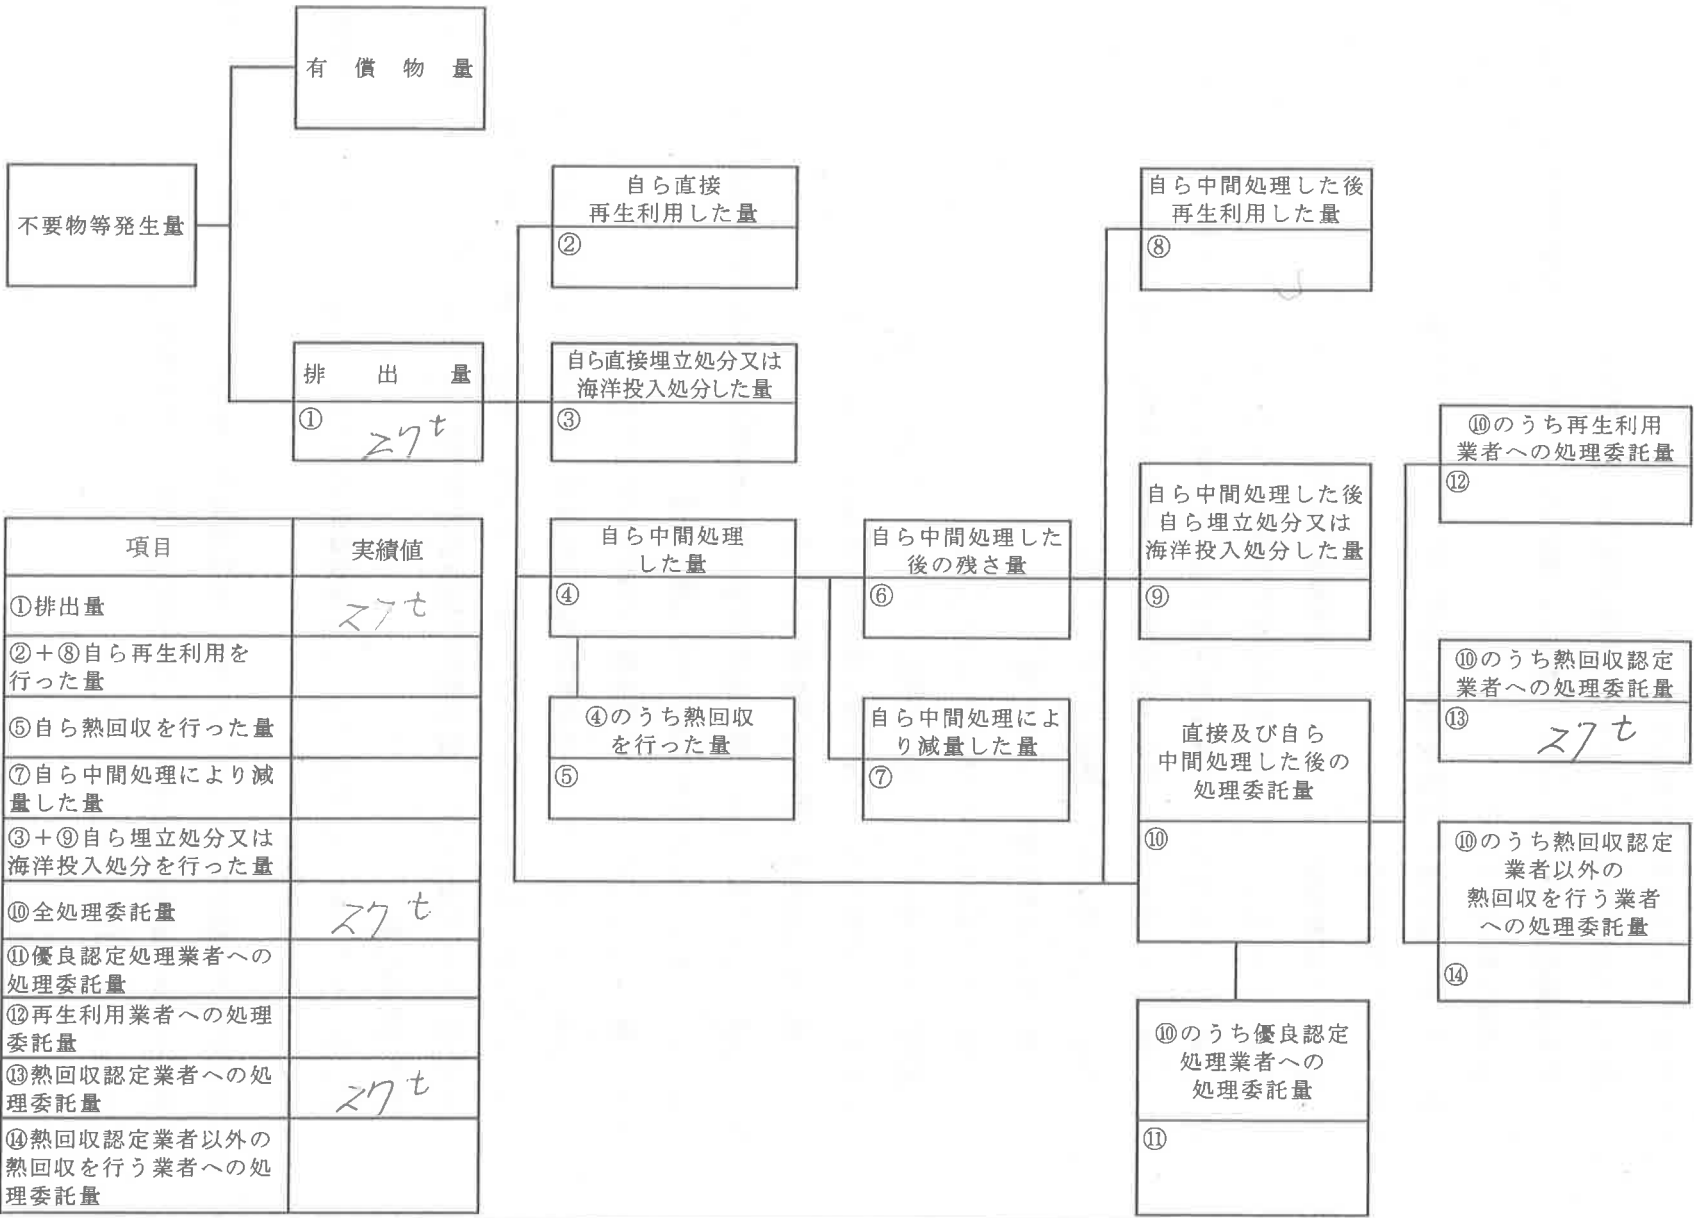 有償物量
不要物等発生量
排出量
① 27t
自ら直接
再生利用した量
②
自ら直接埋立処分又は
海洋投入処分した量
③
自ら中間処理
した量
④
④のうち熱回収
を行った量
⑤
自ら中間処理した
後の残さ量
⑥
自ら中間処理によ
り減量した量
⑦
自ら中間処理した後
再生利用した量
⑧
自ら中間処理した後
自ら埋立処分又は
海洋投入処分した量
⑨
直接及び自ら
中間処理した後の
処理委託量
⑩
⑩のうち優良認定
処理業者への
処理委託量
⑪
⑩のうち再生利用
業者への処理委託量
⑫
⑩のうち熱回収認定
業者への処理委託量
⑬ 27t
⑩のうち熱回収認定
業者以外の
熱回収を行う業者
への処理委託量
⑭
項目 実績値
①排出量 27t
②+⑧自ら再生利用を
行った量
⑤自ら熱回収を行った量
⑦自ら中間処理により減
量した量
③+⑨自ら埋立処分又は
海洋投入処分を行った量
⑩全処理委託量 27t
⑪優良認定処理業者への
処理委託量
⑫再生利用業者への処理
委託量
⑬熱回収認定業者への処
理委託量 27t
⑭熱回収認定業者以外の
熱回収を行う業者への処
理委託量